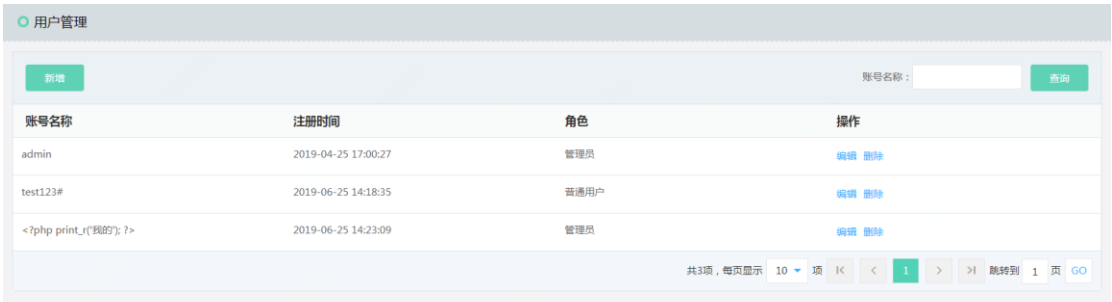 用户管理
新增 账号名称： 查询
账号名称 注册时间 角色 操作
admin 2019-04-25 17:00:27 管理员 编辑 删除
test123# 2019-06-25 14:18:35 普通用户 编辑 删除
<?php print_r("我的"); ?> 2019-06-25 14:23:09 管理员 编辑 删除
共3项，每页显示 10 项 1 跳转到 1 页 GO